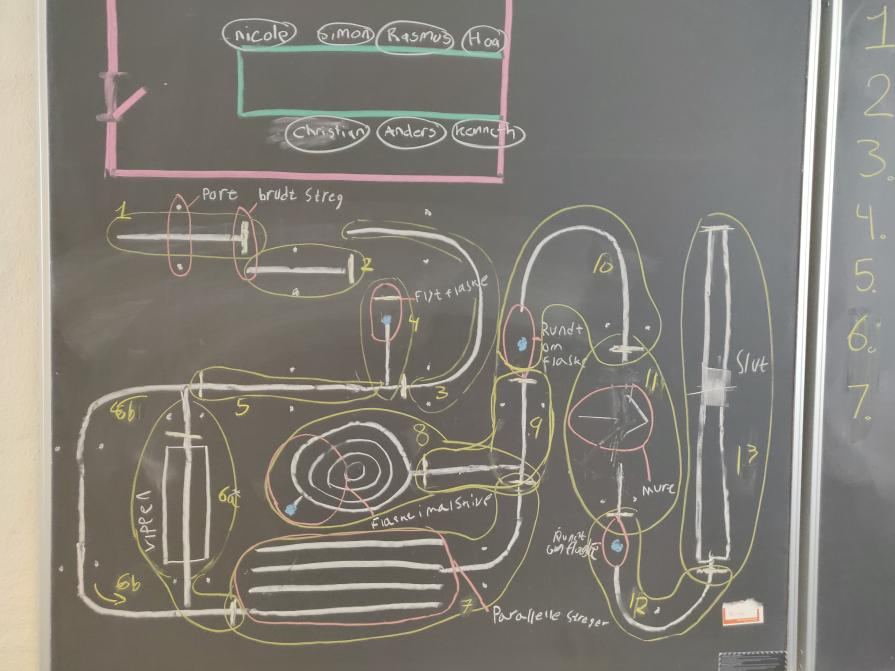 nicole Simon Rasmus Hoa
Christian Anders Kenneth
Port brudt streg
1
2
Flyt flaske
4
3
5
6b
Rundt
om
flaske
10
11
8
9
6a
Vippen
Flaske i målskive
6b
7
Parallelle streger
Mure
Rundt
om flaske
12
Slut
13
1
2
3.
4.
5.
6.
7.